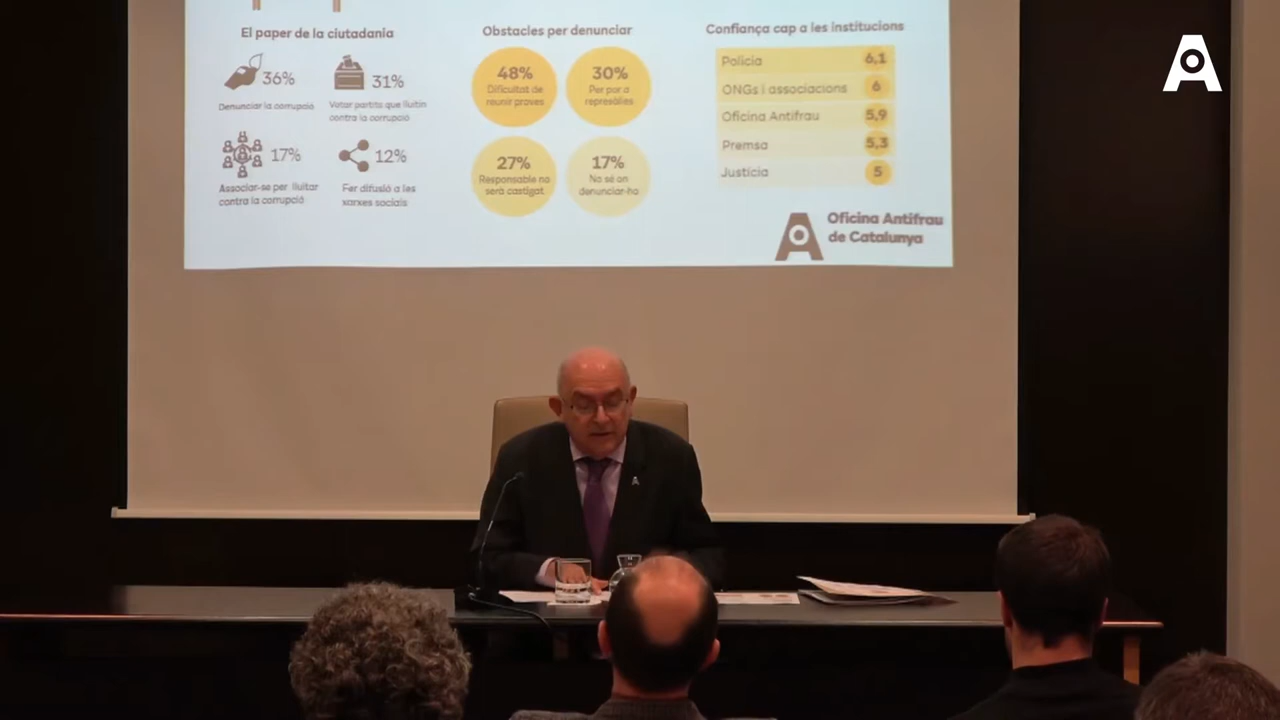 El paper de la ciutadania
36%
Denunciar la corrupció
31%
Votar partits que lluitin
contra la corrupció
17%
Associar-se per lluitar
contra la corrupció
12%
Fer difusió a les
xarxes socials
Obstacles per denunciar
48%
Dificultat de
reunir proves
30%
Per por a
represàlies
27%
Responsable no
serà castigat
17%
No sé on
denunciar-ho
Confiança cap a les institucions
Policia 6,1
ONGs i associacions 6
Oficina Antifrau 5,9
Premsa 5,3
Justícia 5
Oficina Antifrau
de Catalunya